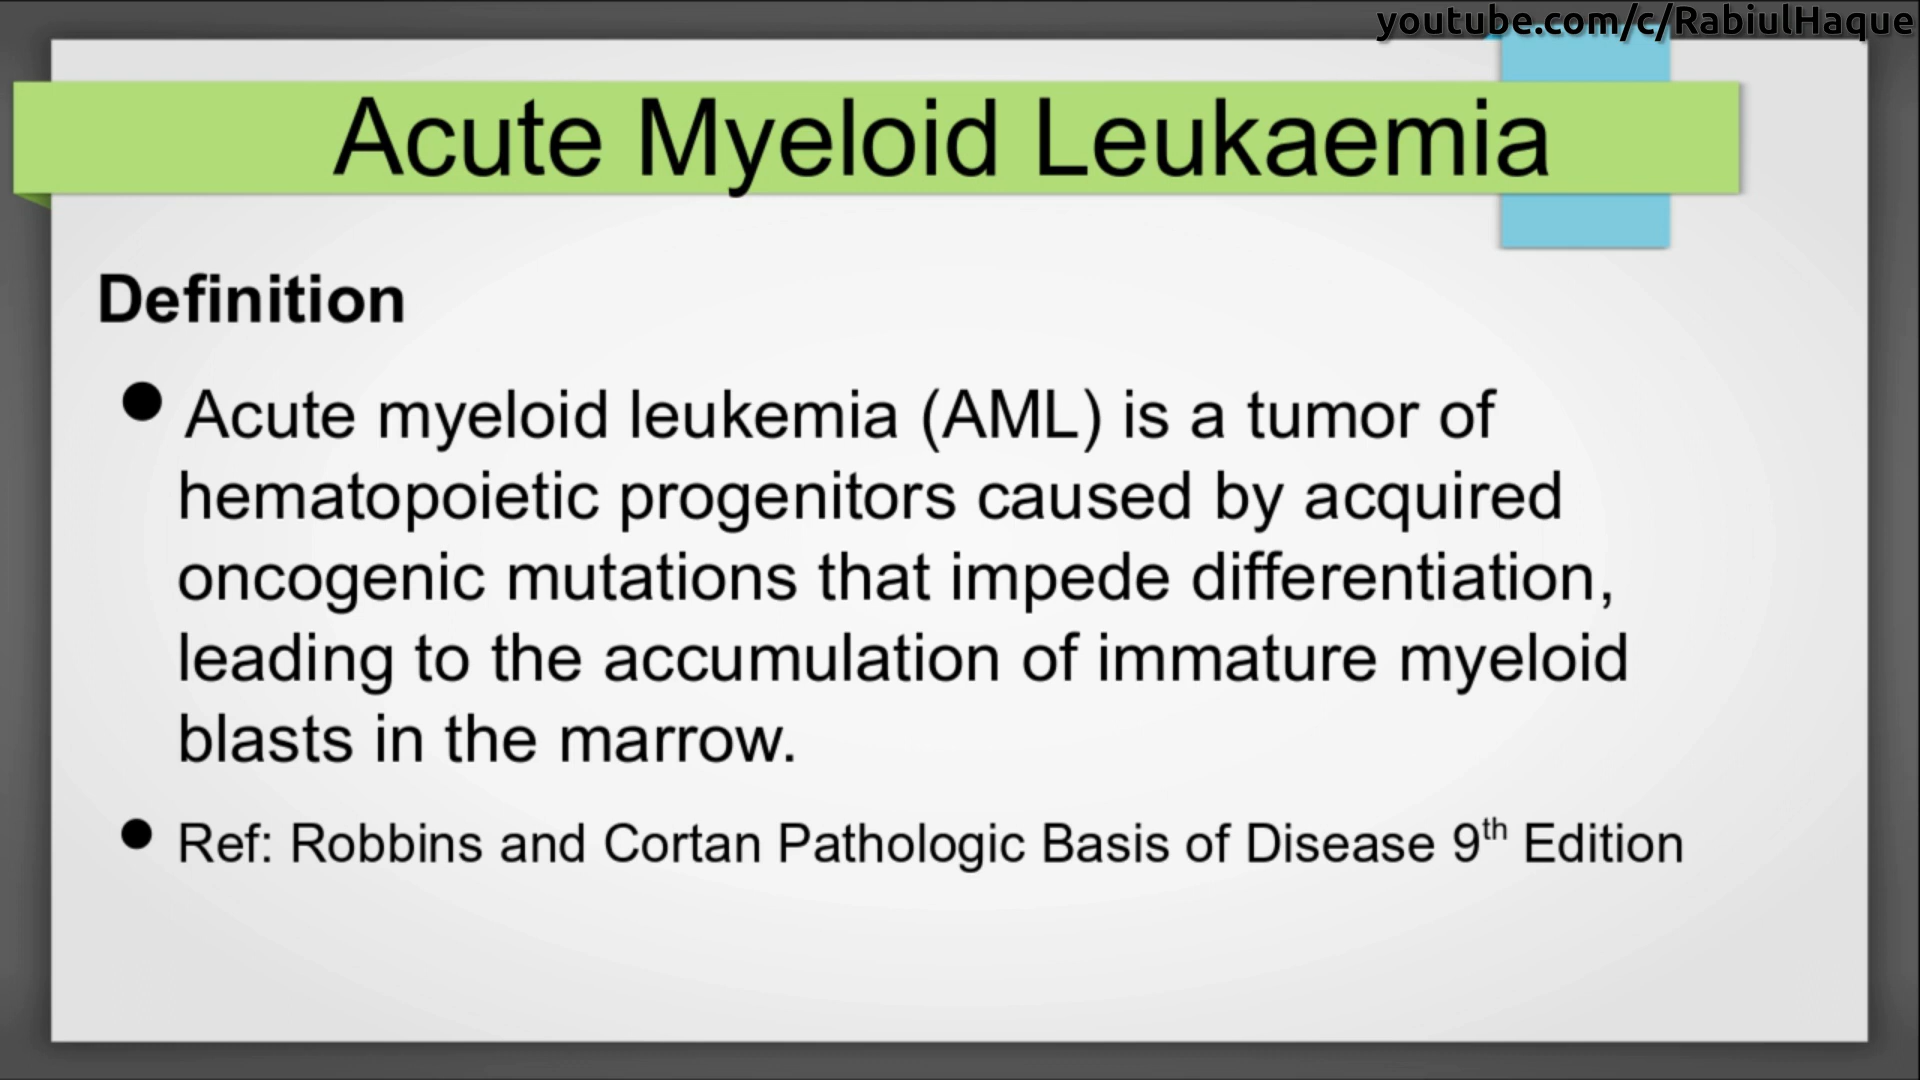 youtube.com/c/RabiulHaque
Acute Myeloid Leukaemia
Definition
● Acute myeloid leukemia (AML) is a tumor of
hematopoietic progenitors caused by acquired
oncogenic mutations that impede differentiation,
leading to the accumulation of immature myeloid
blasts in the marrow.
● Ref: Robbins and Cortan Pathologic Basis of Disease 9th Edition